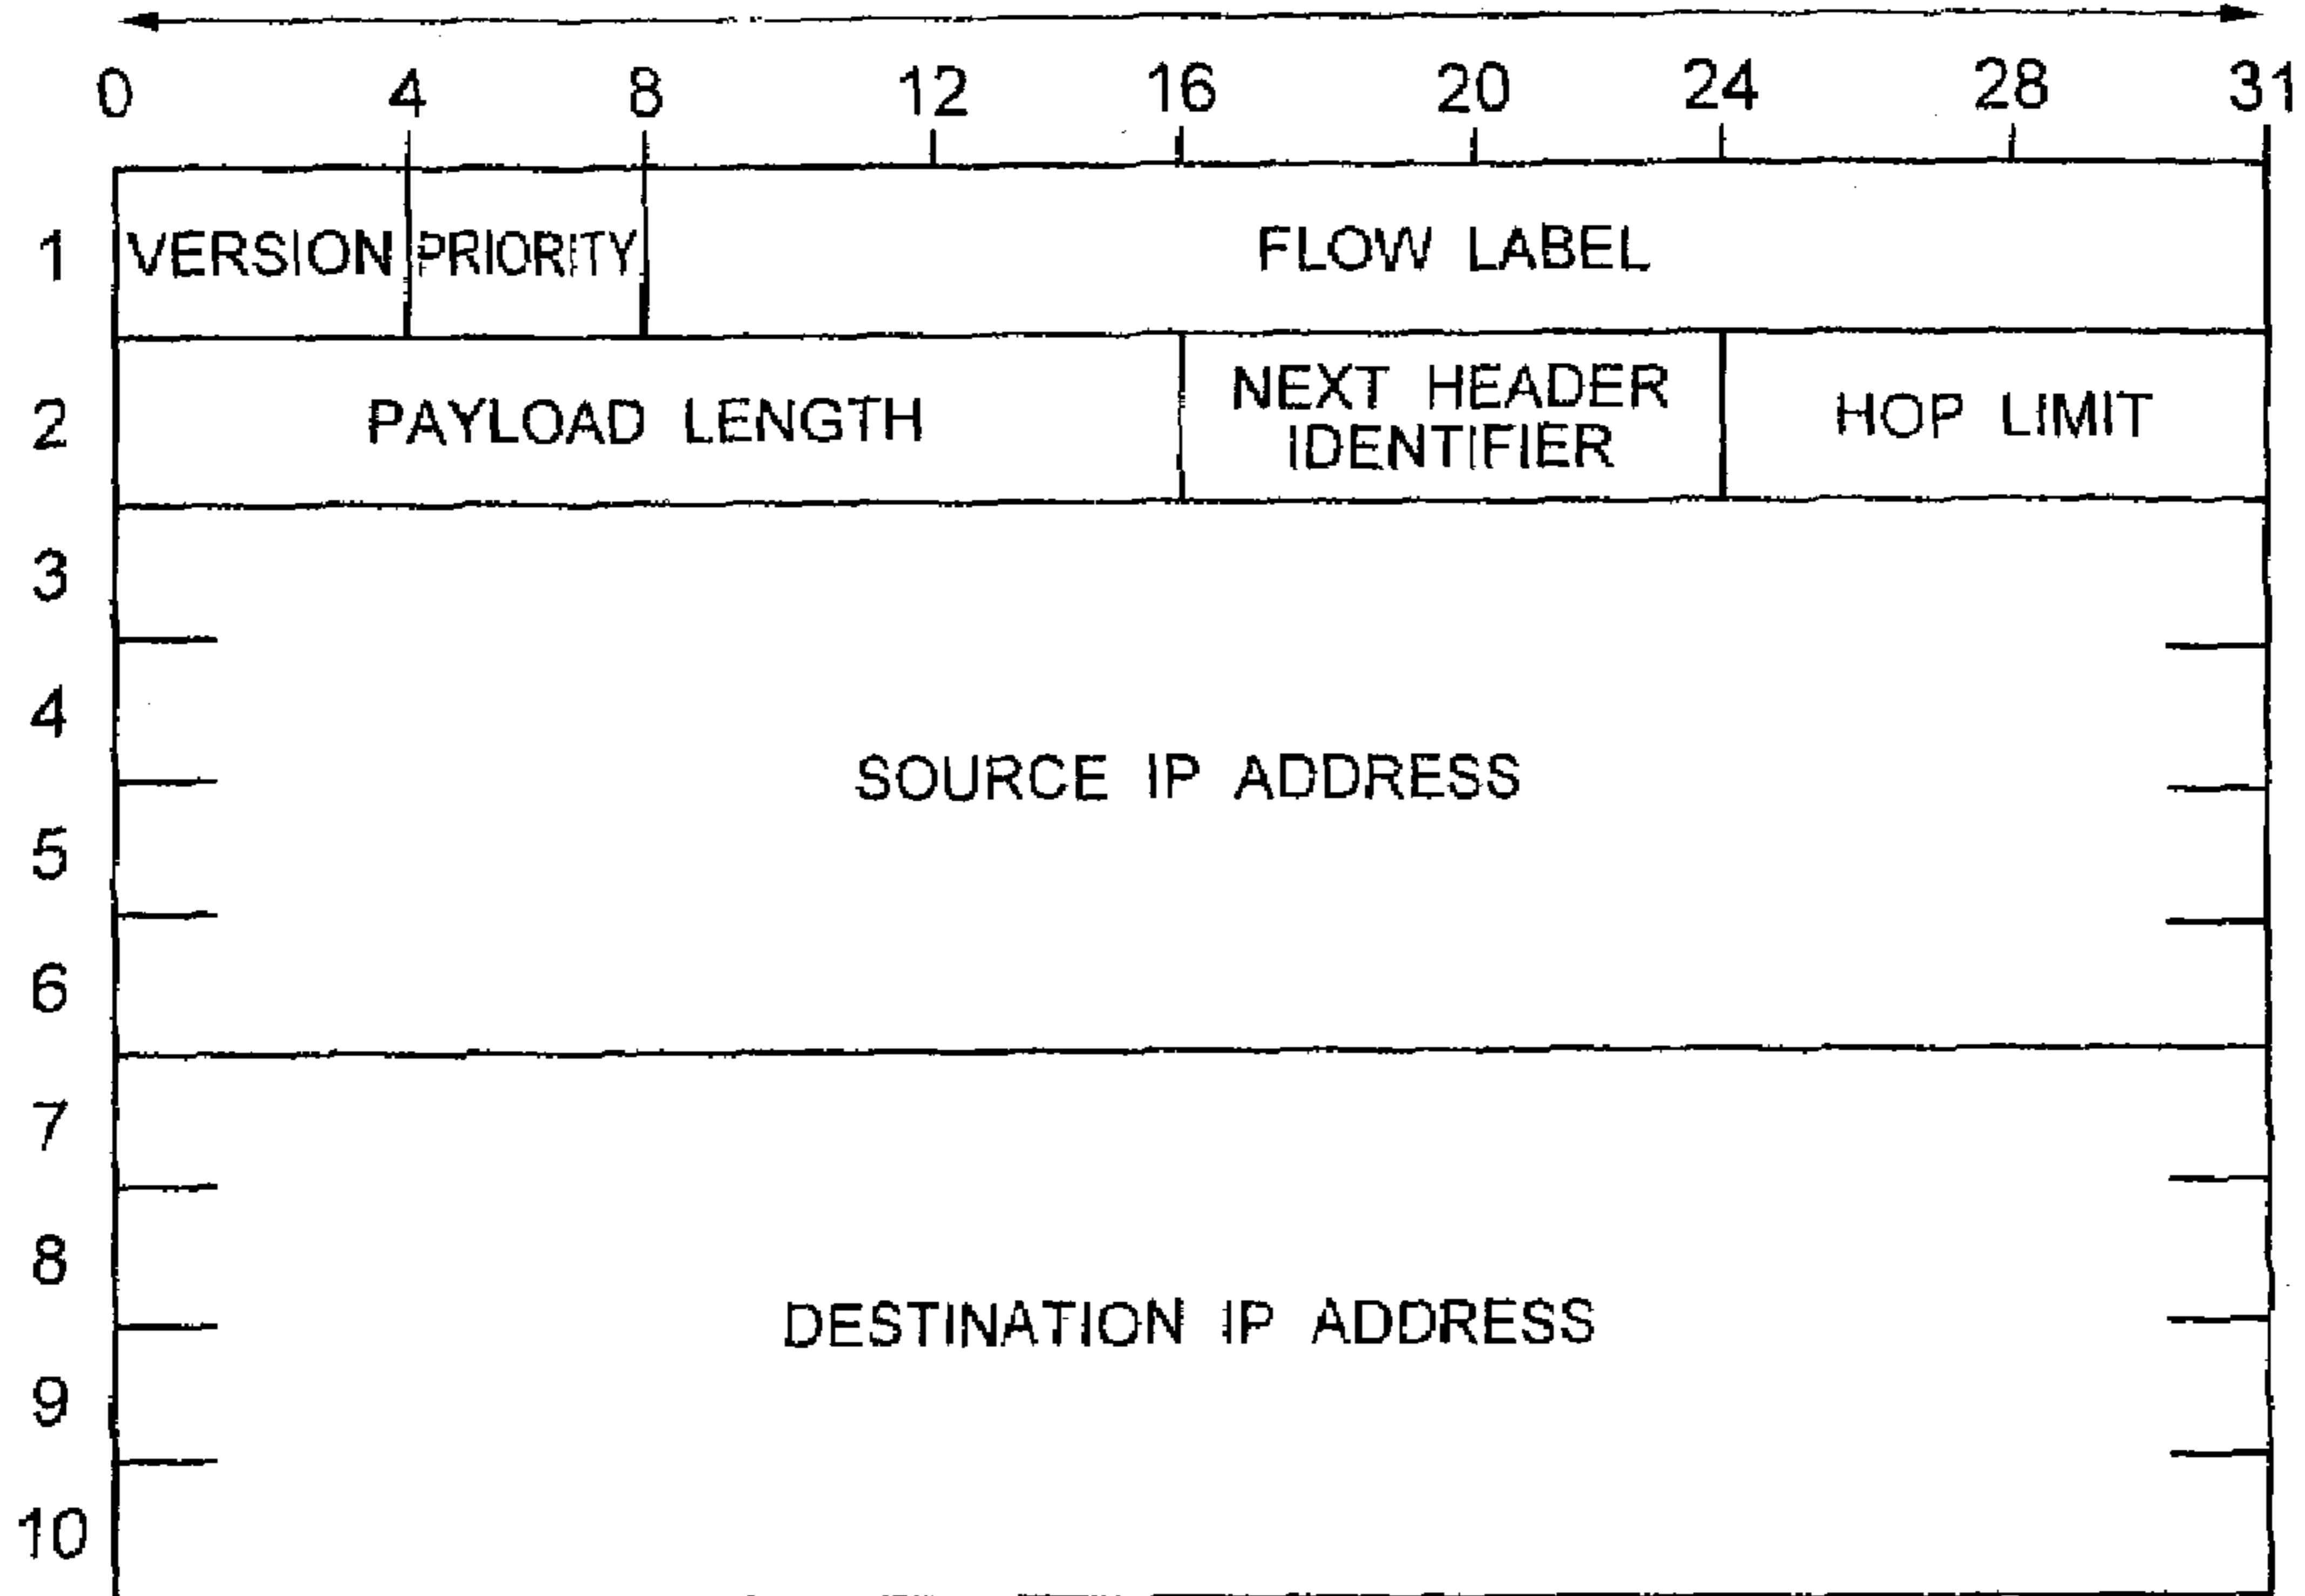 0 4 8 12 16 20 24 28 31
1 VERSION PRIORITY FLOW LABEL
2 PAYLOAD LENGTH NEXT HEADER IDENTIFIER HOP LIMIT
3
4
SOURCE IP ADDRESS
5
6
7
8
DESTINATION IP ADDRESS
9
10